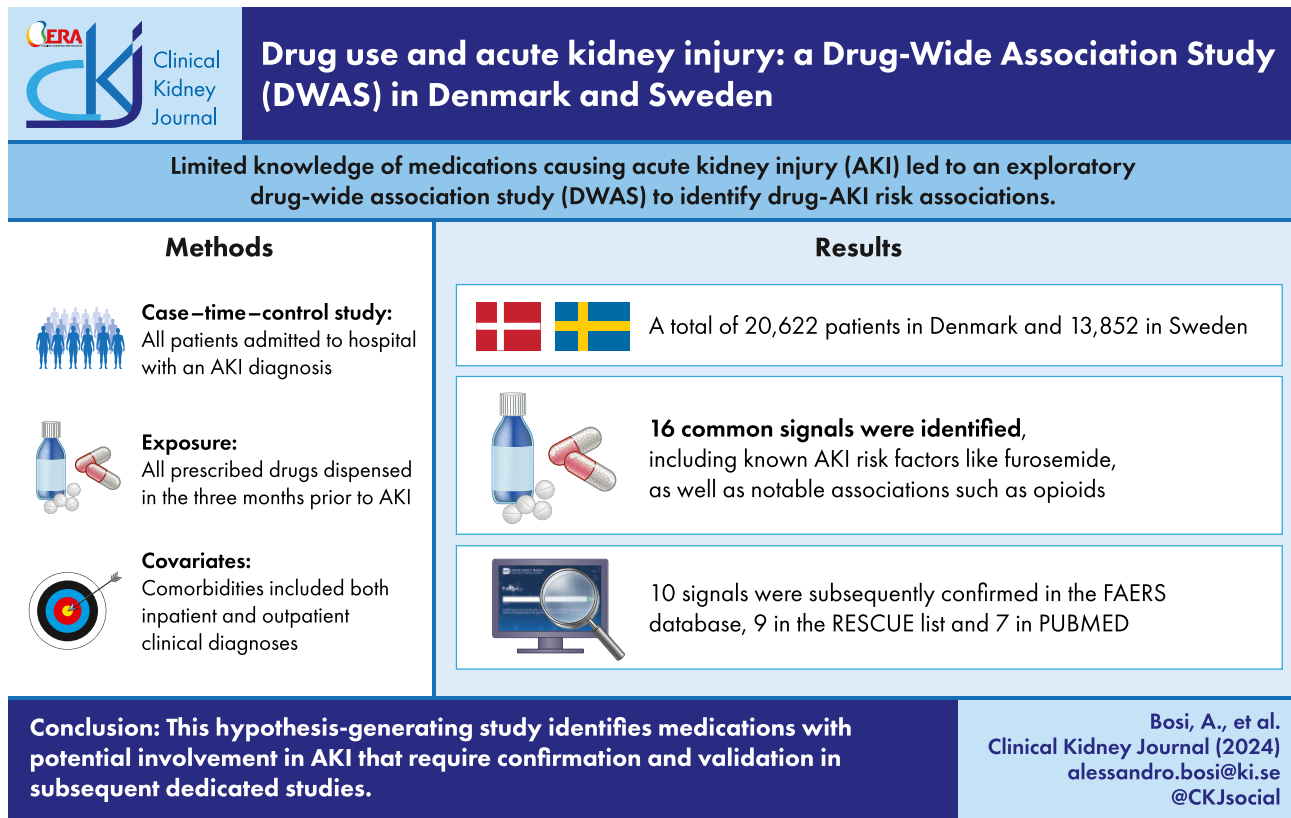 ERA
CKJ
Clinical
Kidney
Journal
Drug use and acute kidney injury: a Drug-Wide Association Study
(DWAS) in Denmark and Sweden
Limited knowledge of medications causing acute kidney injury (AKI) led to an exploratory
drug-wide association study (DWAS) to identify drug-AKI risk associations.
Methods
Case–time–control study:
All patients admitted to hospital
with an AKI diagnosis
Exposure:
All prescribed drugs dispensed
in the three months prior to AKI
Covariates:
Comorbidities included both
inpatient and outpatient
clinical diagnoses
Results
A total of 20,622 patients in Denmark and 13,852 in Sweden
16 common signals were identified,
including known AKI risk factors like furosemide,
as well as notable associations such as opioids
10 signals were subsequently confirmed in the FAERS
database, 9 in the RESCUE list and 7 in PUBMED
Conclusion: This hypothesis-generating study identifies medications with
potential involvement in AKI that require confirmation and validation in
subsequent dedicated studies.
Bosi, A., et al.
Clinical Kidney Journal (2024)
alessandro.bosi@ki.se
@CKJsocial